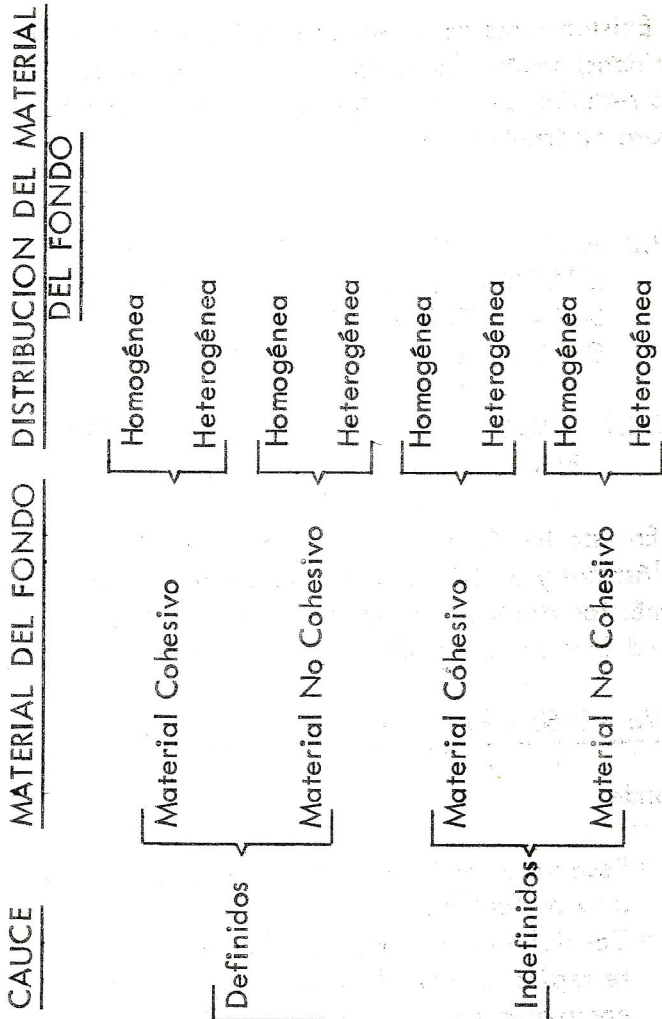 CAUCE
MATERIAL DEL FONDO
DISTRIBUCION DEL MATERIAL
DEL FONDO
Definidos
Material Cohesivo
Homogénea
Heterogénea
Material No Cohesivo
Homogénea
Heterogénea
Indefinidos
Material Cohesivo
Homogénea
Heterogénea
Material No Cohesivo
Homogénea
Heterogénea